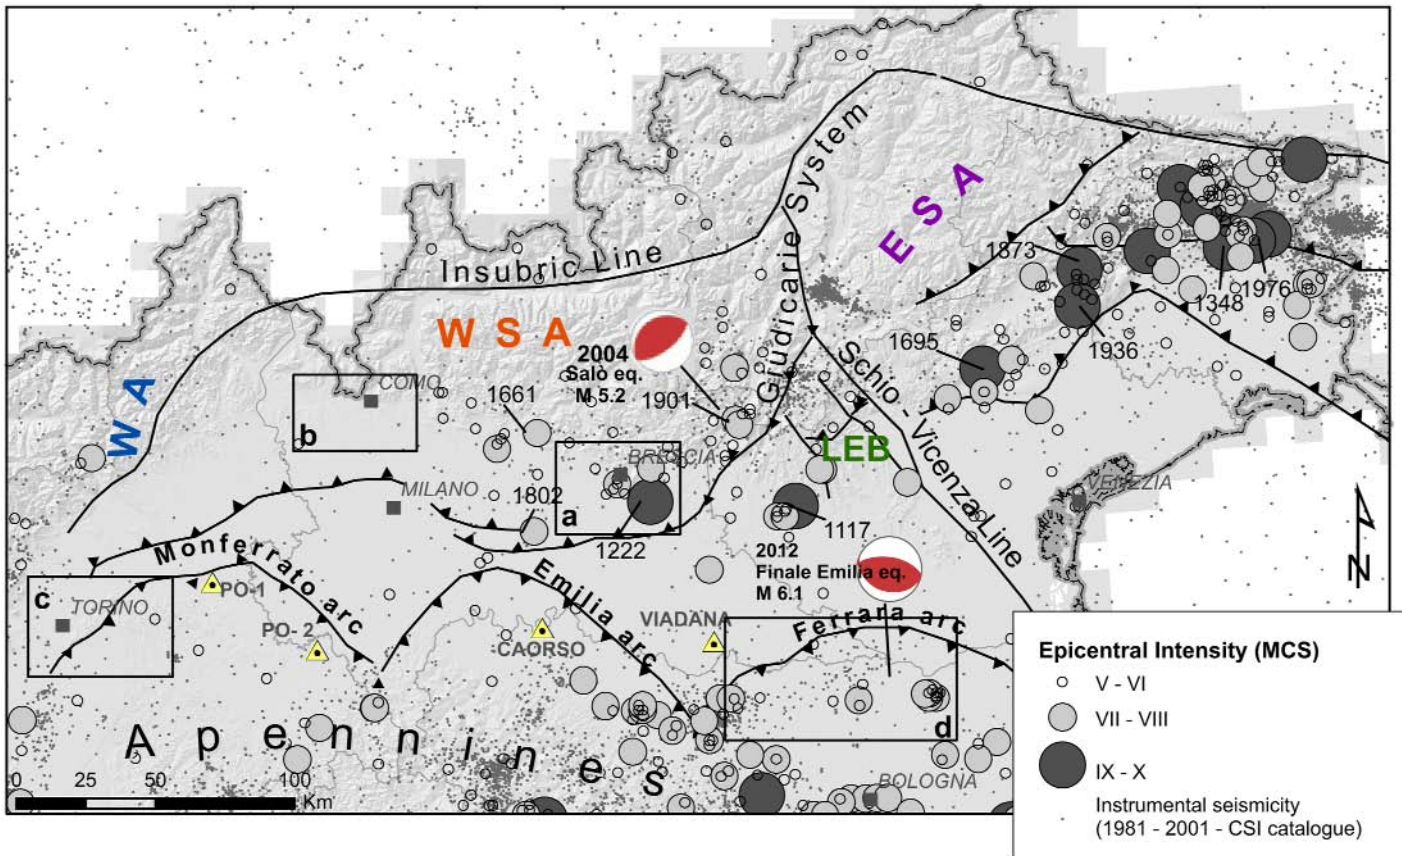 Insubric Line
Giudicarie System
Schio - Vicenza Line
E S A
W S A
W A
LEB
1873
1348
1976
1936
1695
2004
Salò eq.
M 5.2
1901
COMO
b
1661
BRESCIA
a
1222
MILANO
1802
1117
VENEZIA
N
2012
Finale Emilia eq.
M 6.1
Monferrato arc
Emilia arc
Ferrara arc
c
TORINO
PO-1
PO- 2
CAORSO
VIADANA
d
Apennines
BOLOGNA
0 25 50 100
Km
Epicentral Intensity (MCS)
V - VI
VII - VIII
IX - X
Instrumental seismicity
(1981 - 2001 - CSI catalogue)